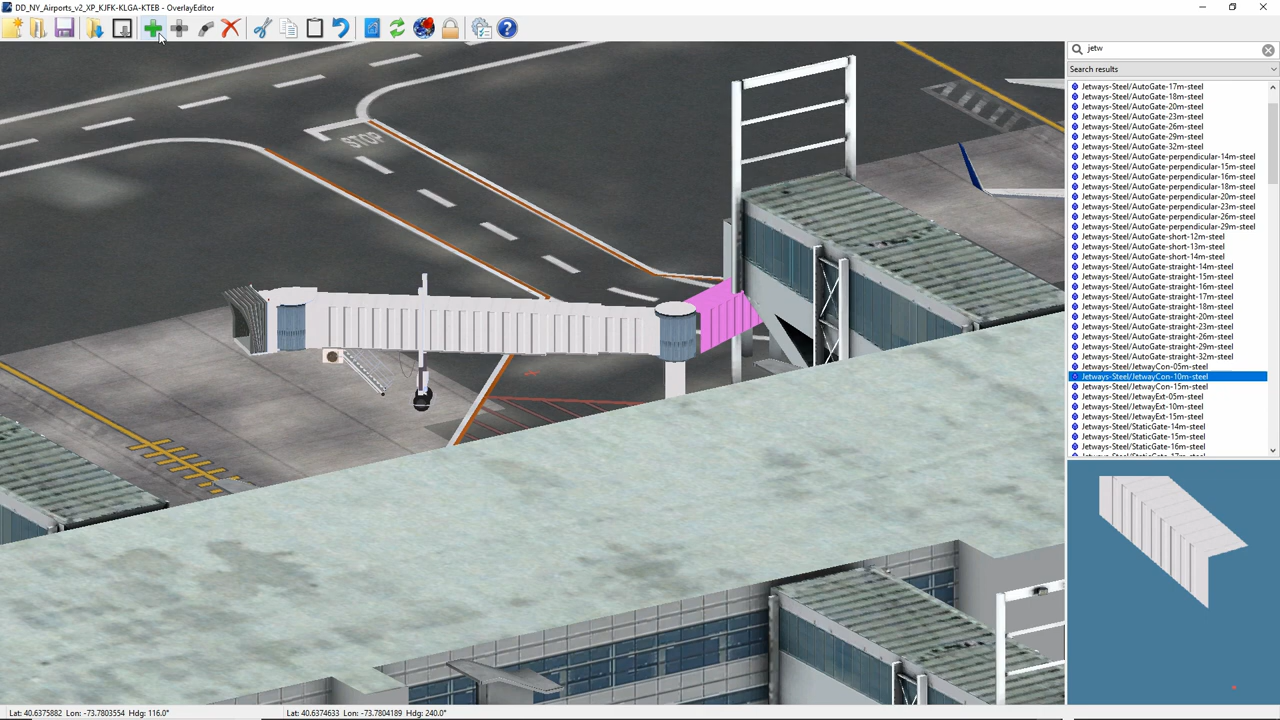 DD_NY_Airports_v2_XP_KJFK-KLGA-KTEB - OverlayEditor
jetw
Search results
Jetways-Steel/AutoGate-17m-steel
Jetways-Steel/AutoGate-18m-steel
Jetways-Steel/AutoGate-20m-steel
Jetways-Steel/AutoGate-23m-steel
Jetways-Steel/AutoGate-26m-steel
Jetways-Steel/AutoGate-29m-steel
Jetways-Steel/AutoGate-32m-steel
Jetways-Steel/AutoGate-perpendicular-14m-steel
Jetways-Steel/AutoGate-perpendicular-15m-steel
Jetways-Steel/AutoGate-perpendicular-16m-steel
Jetways-Steel/AutoGate-perpendicular-18m-steel
Jetways-Steel/AutoGate-perpendicular-20m-steel
Jetways-Steel/AutoGate-perpendicular-23m-steel
Jetways-Steel/AutoGate-perpendicular-26m-steel
Jetways-Steel/AutoGate-perpendicular-29m-steel
Jetways-Steel/AutoGate-short-12m-steel
Jetways-Steel/AutoGate-short-13m-steel
Jetways-Steel/AutoGate-short-14m-steel
Jetways-Steel/AutoGate-straight-14m-steel
Jetways-Steel/AutoGate-straight-15m-steel
Jetways-Steel/AutoGate-straight-16m-steel
Jetways-Steel/AutoGate-straight-17m-steel
Jetways-Steel/AutoGate-straight-18m-steel
Jetways-Steel/AutoGate-straight-20m-steel
Jetways-Steel/AutoGate-straight-23m-steel
Jetways-Steel/AutoGate-straight-26m-steel
Jetways-Steel/AutoGate-straight-29m-steel
Jetways-Steel/AutoGate-straight-32m-steel
Jetways-Steel/JetwayCon-05m-steel
Jetways-Steel/JetwayCon-10m-steel
Jetways-Steel/JetwayCon-15m-steel
Jetways-Steel/JetwayExt-05m-steel
Jetways-Steel/JetwayExt-10m-steel
Jetways-Steel/JetwayExt-15m-steel
Jetways-Steel/StaticGate-14m-steel
Jetways-Steel/StaticGate-15m-steel
Jetways-Steel/StaticGate-16m-steel
Jetways-Steel/StaticGate-17m-steel
STOP
Lat: 40.6375882 Lon: -73.7803554 Hdg: 116.0°
Lat: 40.6374633 Lon: -73.7804189 Hdg: 240.0°